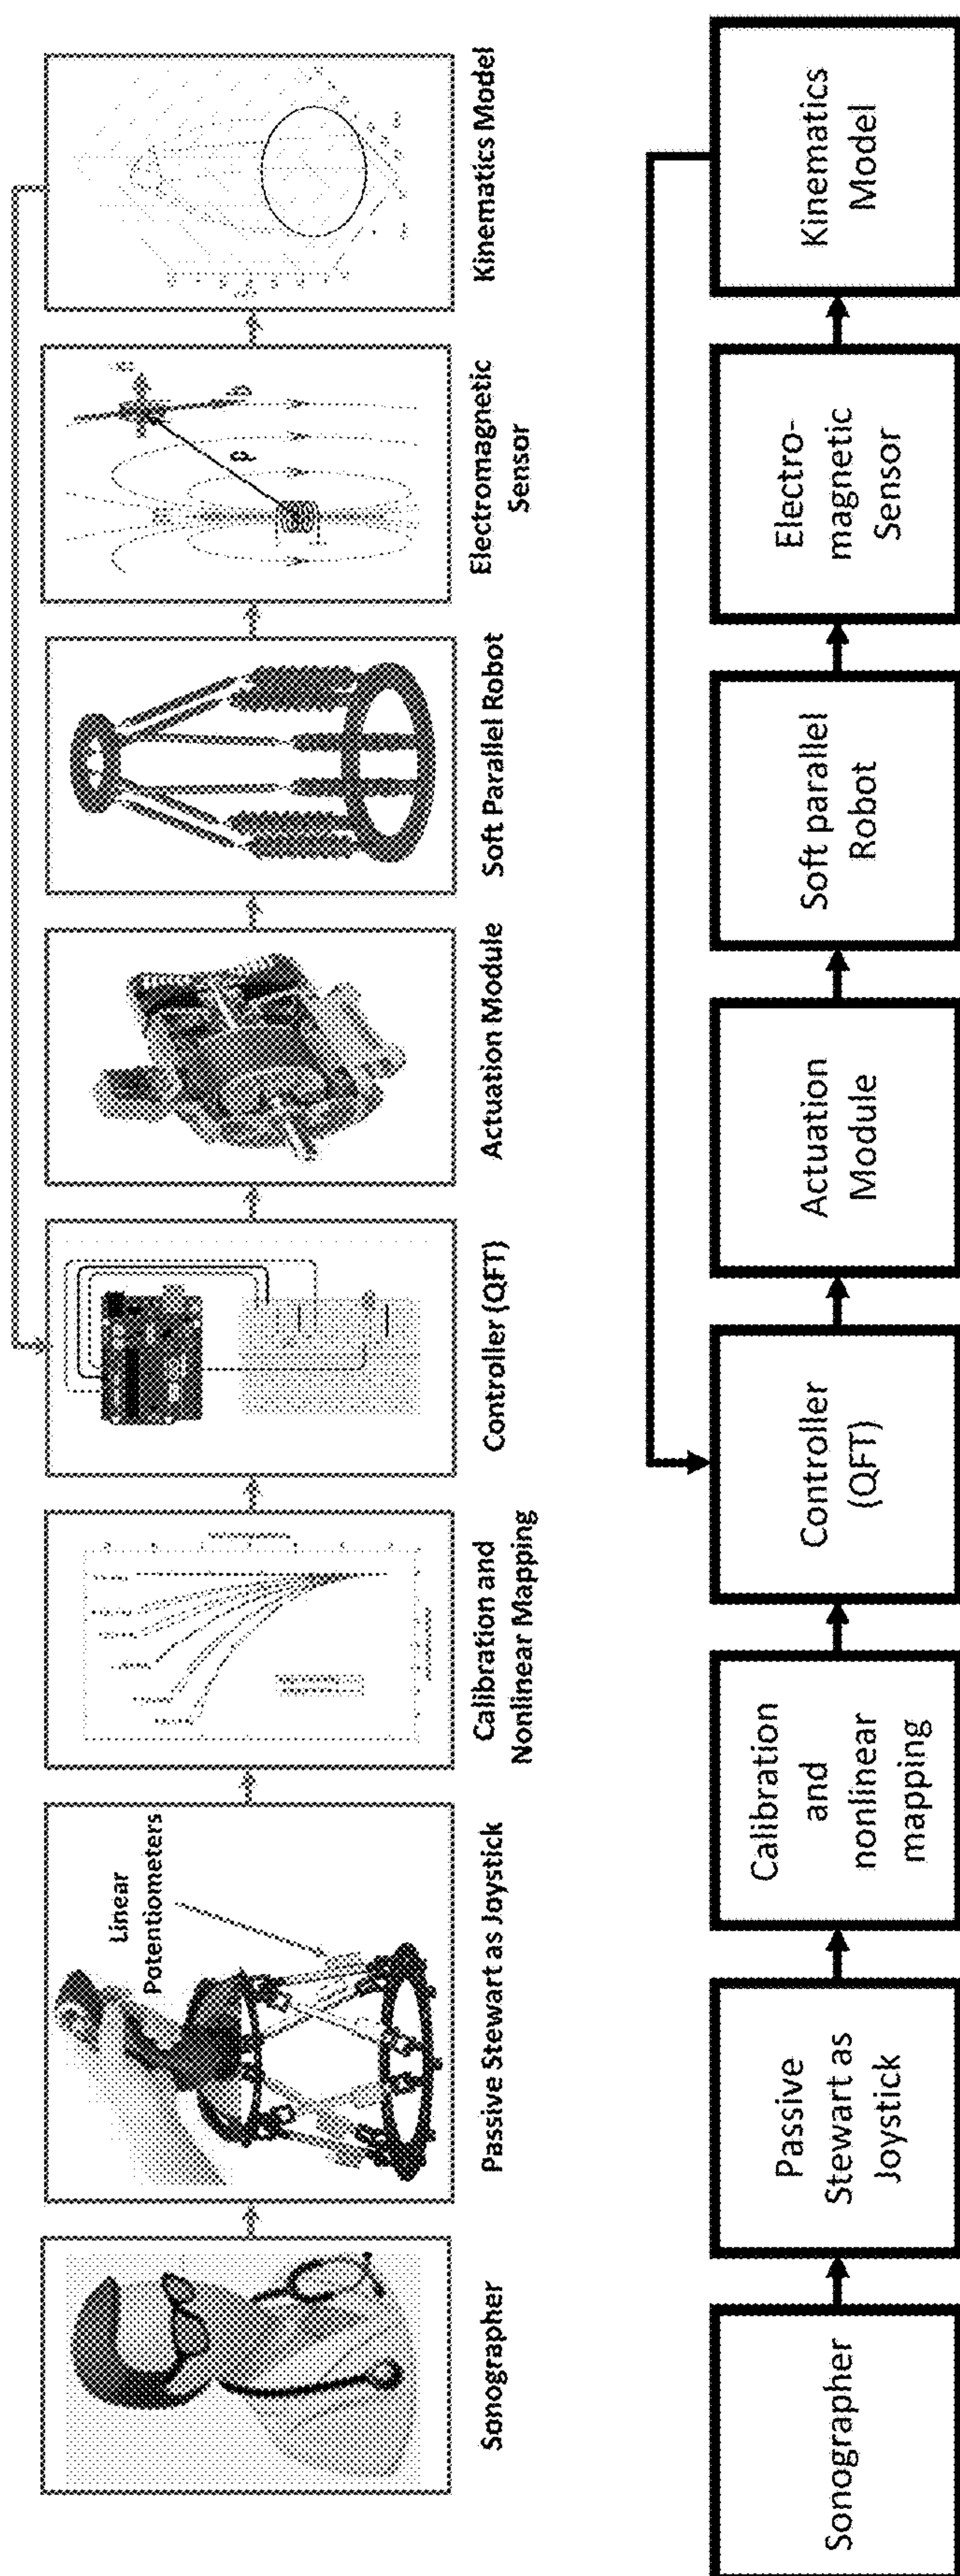 Sonographer
Linear
Potentiometers
Passive Stewart as Joystick
Calibration and
Nonlinear Mapping
Controller (QFT)
Actuation Module
Soft Parallel Robot
ρ
Electromagnetic
Sensor
Kinematics Model
Sonographer
Passive
Stewart as
Joystick
Calibration
and
nonlinear
mapping
Controller
(QFT)
Actuation
Module
Soft parallel
Robot
Electro-
magnetic
Sensor
Kinematics
Model